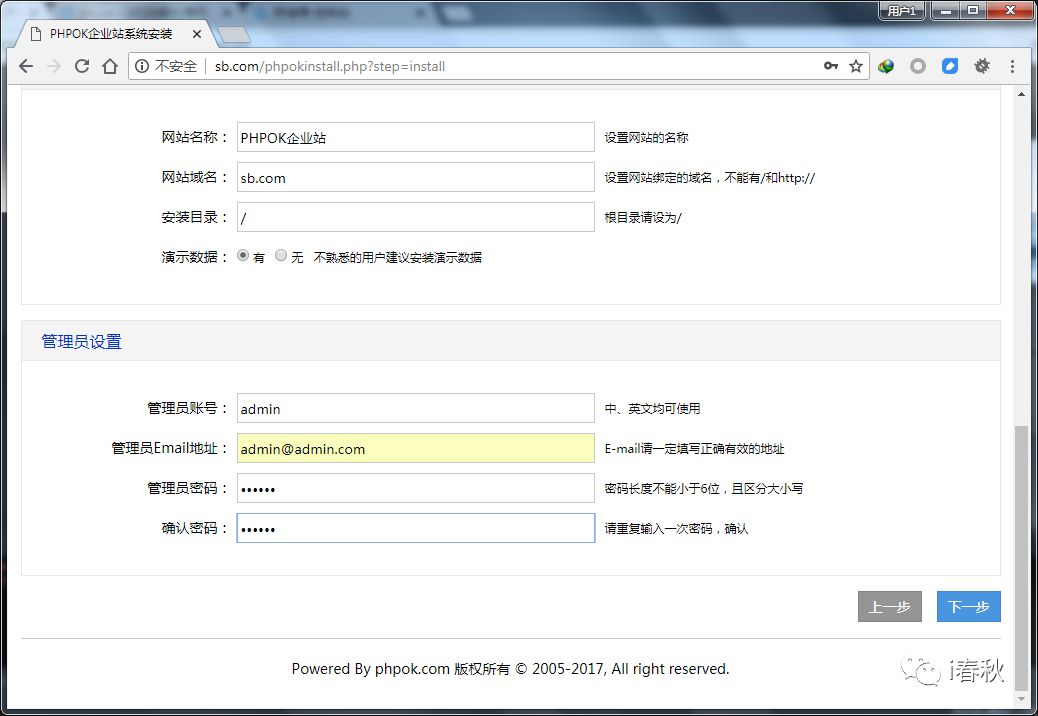 用户1
PHPOK企业站系统安装
不安全 sb.com/phpokinstall.php?step=install
网站名称： PHPOK企业站 设置网站的名称
网站域名： sb.com 设置网站绑定的域名，不能有/和http://
安装目录： / 根目录请设为/
演示数据： 有 无 不熟悉的用户建议安装演示数据
管理员设置
管理员账号： admin 中、英文均可使用
管理员Email地址： admin@admin.com E-mail请一定填写正确有效的地址
管理员密码： •••••• 密码长度不能小于6位，且区分大小写
确认密码： •••••• 请重复输入一次密码，确认
上一步 下一步
Powered By phpok.com 版权所有 © 2005-2017, All right reserved.
i春秋